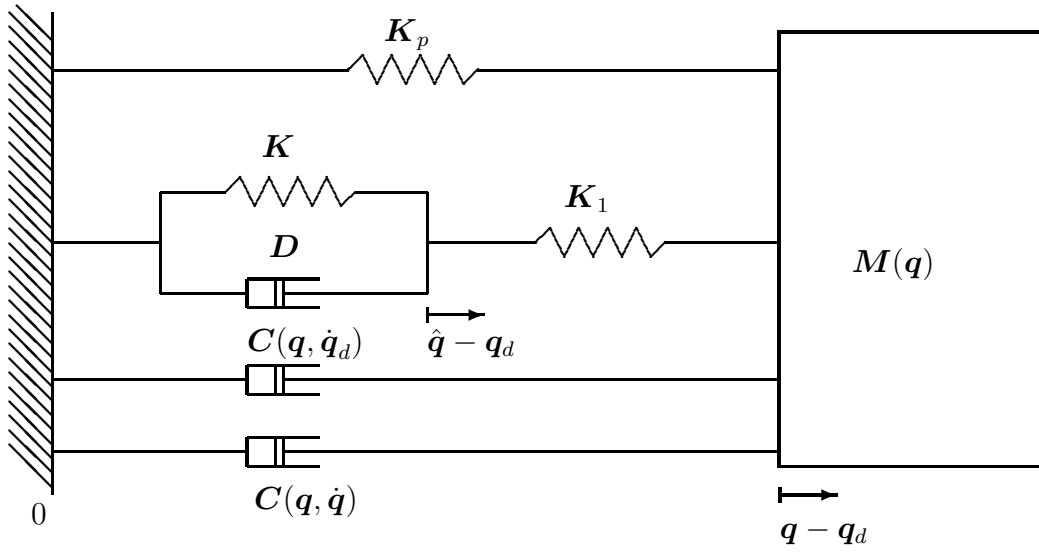 K_p
K
K_1
D
M(q)
C(q, q̇_d)
q̂ − q_d
C(q, q̇)
0
q − q_d